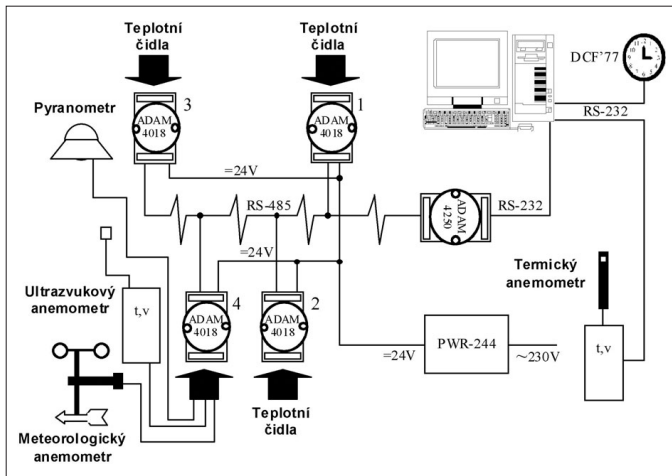 Teplotní
čidla
Teplotní
čidla
3
1
ADAM
4018
ADAM
4018
Pyranometr
DCF'77
RS-232
=24V
RS-485
ADAM
4250
RS-232
=24V
Ultrazvukový
anemometr
t,v
4
ADAM
4018
2
ADAM
4018
Termický
anemometr
t,v
=24V
PWR-244
~230V
Meteorologický
anemometr
Teplotní
čidla